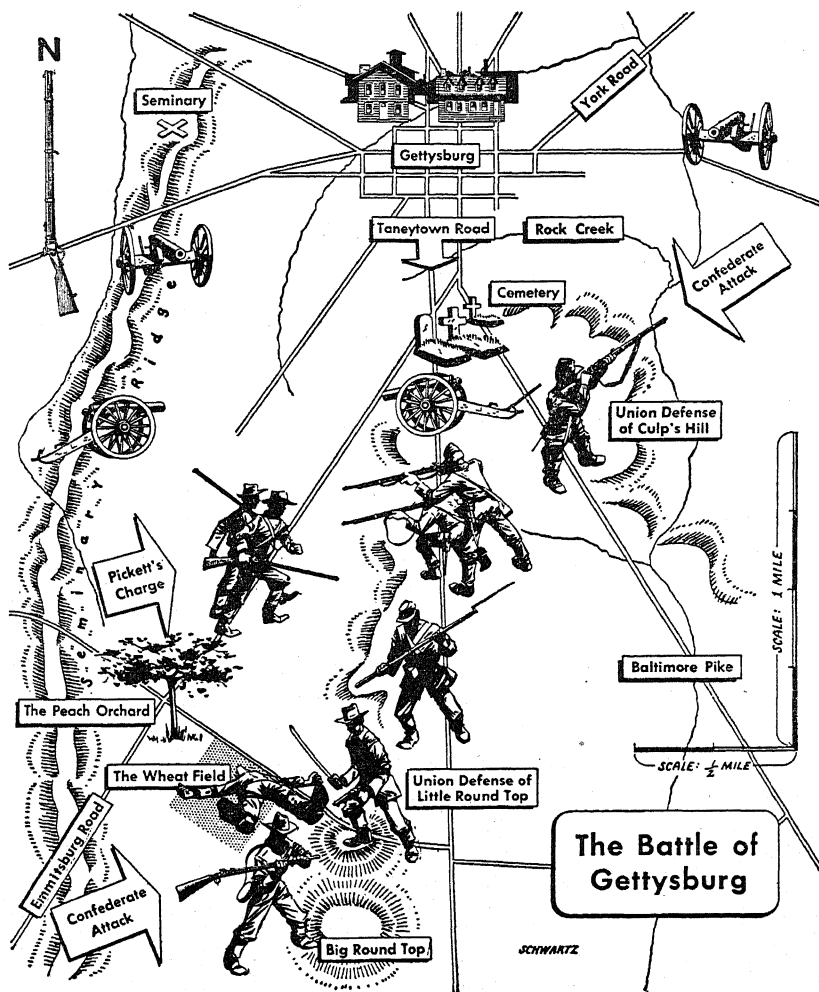 N
Seminary
York Road
Gettysburg
Taneytown Road
Rock Creek
Confederate
Attack
Cemetery
Seminary Ridge
Union Defense
of Culp's Hill
Pickett's
Charge
SCALE: 1 MILE
Baltimore Pike
The Peach Orchard
SCALE: ½ MILE
The Wheat Field
Union Defense of
Little Round Top
Emmitsburg Road
The Battle of
Gettysburg
Confederate
Attack
Big Round Top
SCHWARTZ